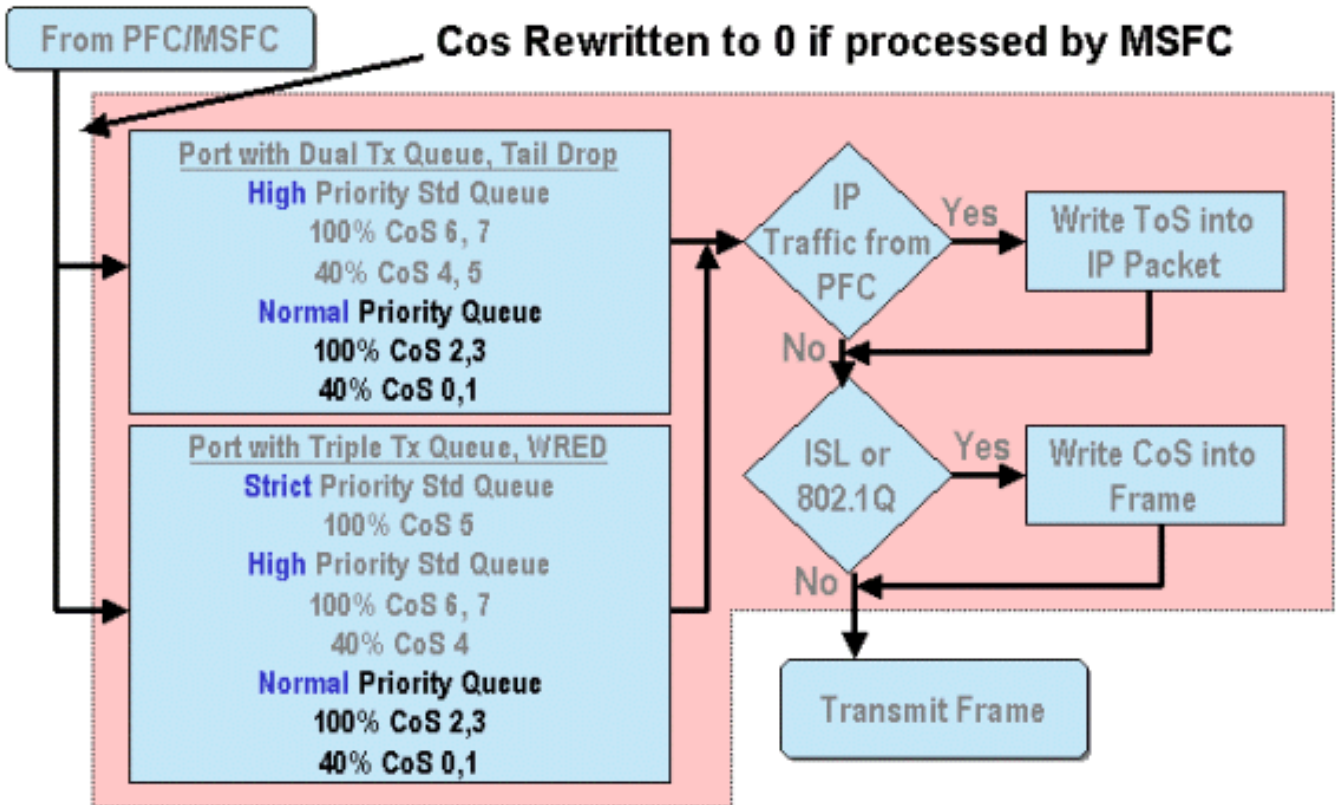 From PFC/MSFC
Cos Rewritten to 0 if processed by MSFC
Port with Dual Tx Queue, Tail Drop
High Priority Std Queue
100% CoS 6, 7
40% CoS 4, 5
Normal Priority Queue
100% CoS 2,3
40% CoS 0,1
Port with Triple Tx Queue, WRED
Strict Priority Std Queue
100% CoS 5
High Priority Std Queue
100% CoS 6, 7
40% CoS 4
Normal Priority Queue
100% CoS 2,3
40% CoS 0,1
IP
Traffic from
PFC
Yes
Write ToS into
IP Packet
No
ISL or
802.1Q
Yes
Write CoS into
Frame
No
Transmit Frame